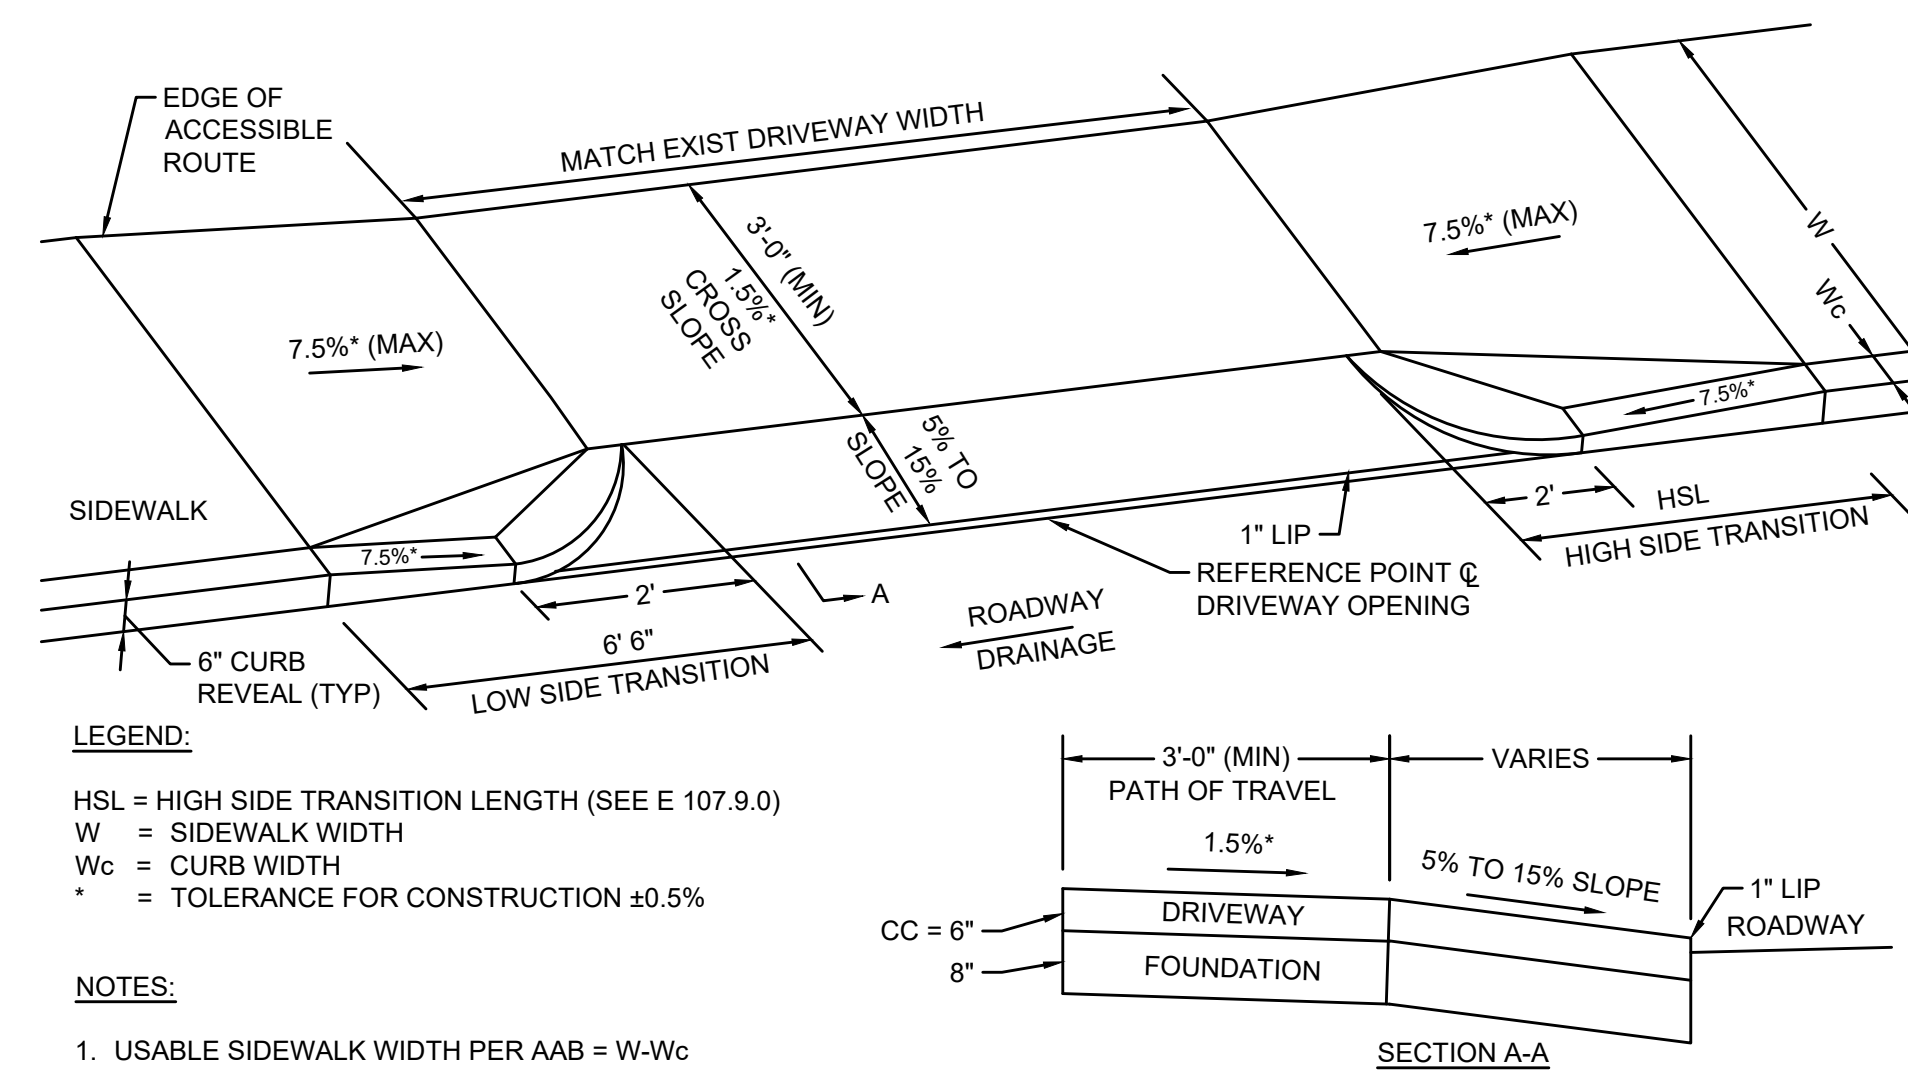 EDGE OF
ACCESSIBLE
ROUTE
MATCH EXIST DRIVEWAY WIDTH
3'-0" (MIN)
1.5%*
CROSS
SLOPE
7.5%* (MAX)
W
Wc
7.5%* (MAX)
7.5%*
5% TO
15%
SLOPE
SIDEWALK
7.5%*
2'
HSL
HIGH SIDE TRANSITION
1" LIP
REFERENCE POINT ℄
DRIVEWAY OPENING
2'
A
ROADWAY
DRAINAGE
6' 6"
LOW SIDE TRANSITION
6" CURB
REVEAL (TYP)
LEGEND:
HSL = HIGH SIDE TRANSITION LENGTH (SEE E 107.9.0)
W = SIDEWALK WIDTH
Wc = CURB WIDTH
* = TOLERANCE FOR CONSTRUCTION ±0.5%
NOTES:
1. USABLE SIDEWALK WIDTH PER AAB = W-Wc
3'-0" (MIN)
PATH OF TRAVEL
VARIES
1.5%*
5% TO 15% SLOPE
1" LIP
ROADWAY
CC = 6"
DRIVEWAY
8"
FOUNDATION
SECTION A-A